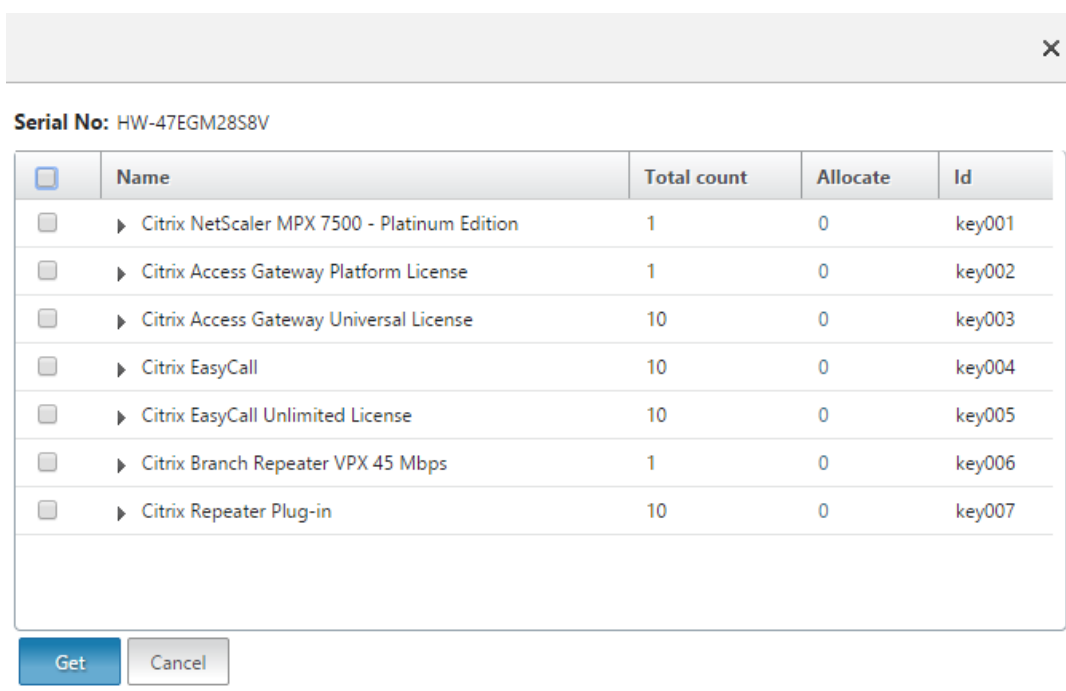 Serial No: HW-47EGM28S8V
Name Total count Allocate Id
Citrix NetScaler MPX 7500 - Platinum Edition 1 0 key001
Citrix Access Gateway Platform License 1 0 key002
Citrix Access Gateway Universal License 10 0 key003
Citrix EasyCall 10 0 key004
Citrix EasyCall Unlimited License 10 0 key005
Citrix Branch Repeater VPX 45 Mbps 1 0 key006
Citrix Repeater Plug-in 10 0 key007
Get Cancel